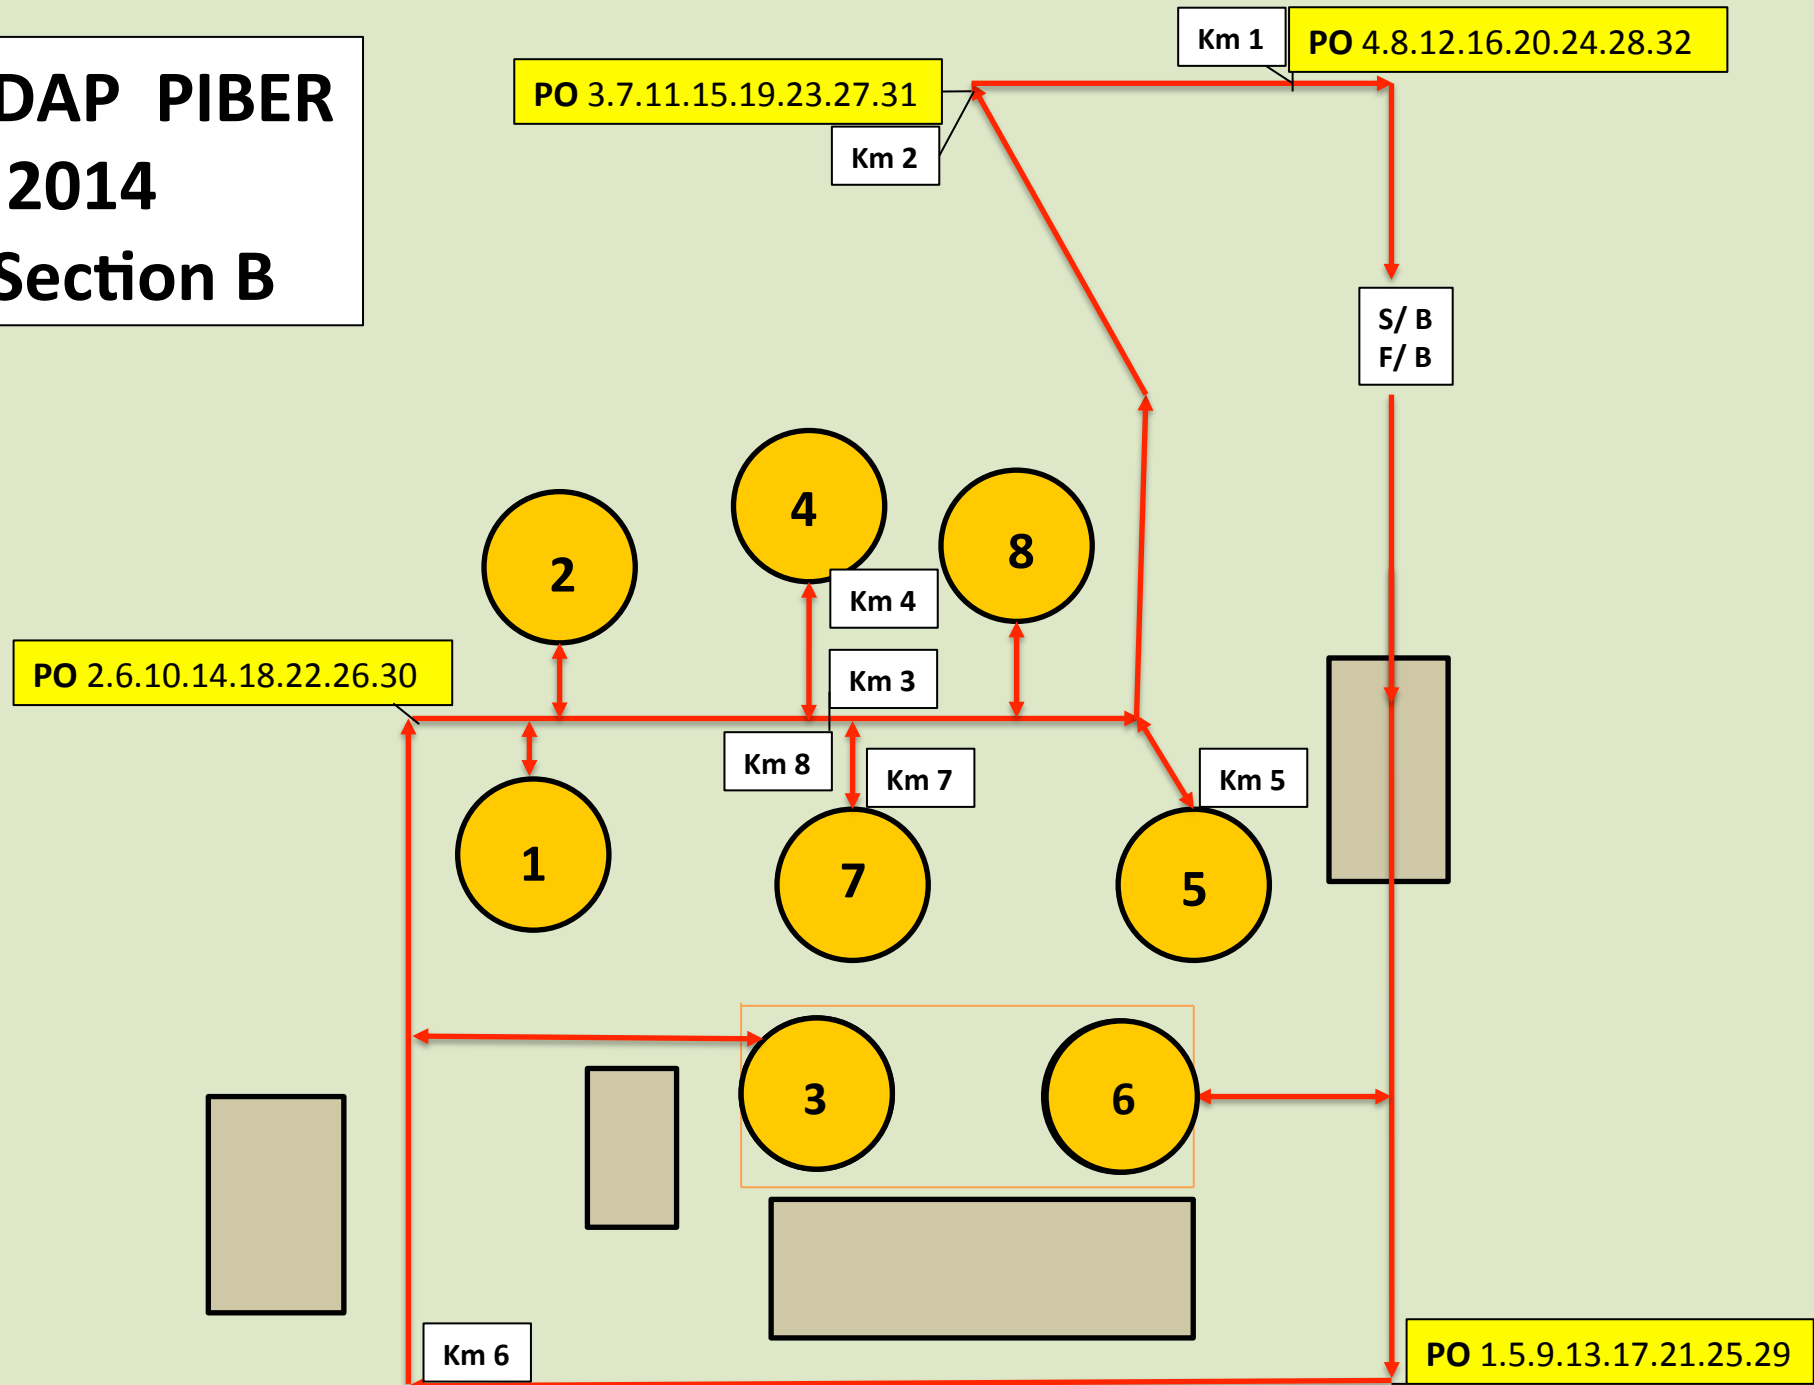 DAP PIBER
2014
Section B
Km 1
PO 4.8.12.16.20.24.28.32
PO 3.7.11.15.19.23.27.31
Km 2
S/ B
F/ B
4
2
8
Km 4
PO 2.6.10.14.18.22.26.30
Km 3
Km 8
Km 7
Km 5
1
7
5
3
6
Km 6
PO 1.5.9.13.17.21.25.29